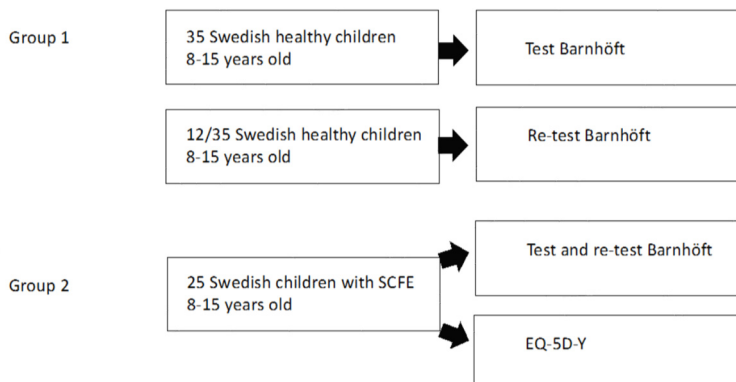 Group 1
35 Swedish healthy children
8-15 years old
Test Barnhöft
12/35 Swedish healthy children
8-15 years old
Re-test Barnhöft
Group 2
25 Swedish children with SCFE
8-15 years old
Test and re-test Barnhöft
EQ-5D-Y